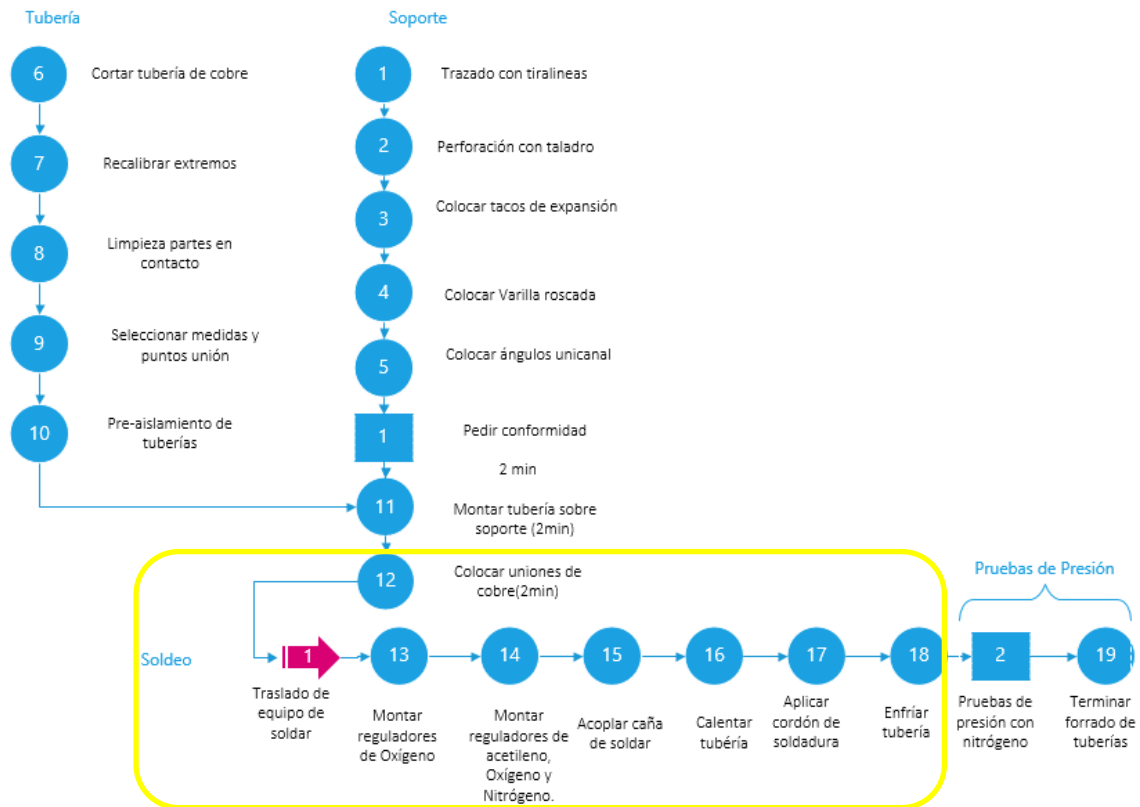 Tubería
6
Cortar tubería de cobre
7
Recalibrar extremos
8
Limpieza partes en
contacto
9
Seleccionar medidas y
puntos unión
10
Pre-aislamiento de
tuberías
Soporte
1
Trazado con tiralineas
2
Perforación con taladro
3
Colocar tacos de expansión
4
Colocar Varilla roscada
5
Colocar ángulos unicanal
1
Pedir conformidad
2 min
11
Montar tubería sobre
soporte (2min)
12
Colocar uniones de
cobre(2min)
Soldeo
1
Traslado de
equipo de
soldar
13
Montar
reguladores
de Oxígeno
14
Montar
reguladores de
acetileno,
Oxígeno y
Nitrógeno.
15
Acoplar caña
de soldar
16
Calentar
tubéría
17
Aplicar
cordón de
soldadura
18
Enfríar
tubería
Pruebas de Presión
2
Pruebas de
presión con
nitrógeno
19
Terminar
forrado de
tuberías